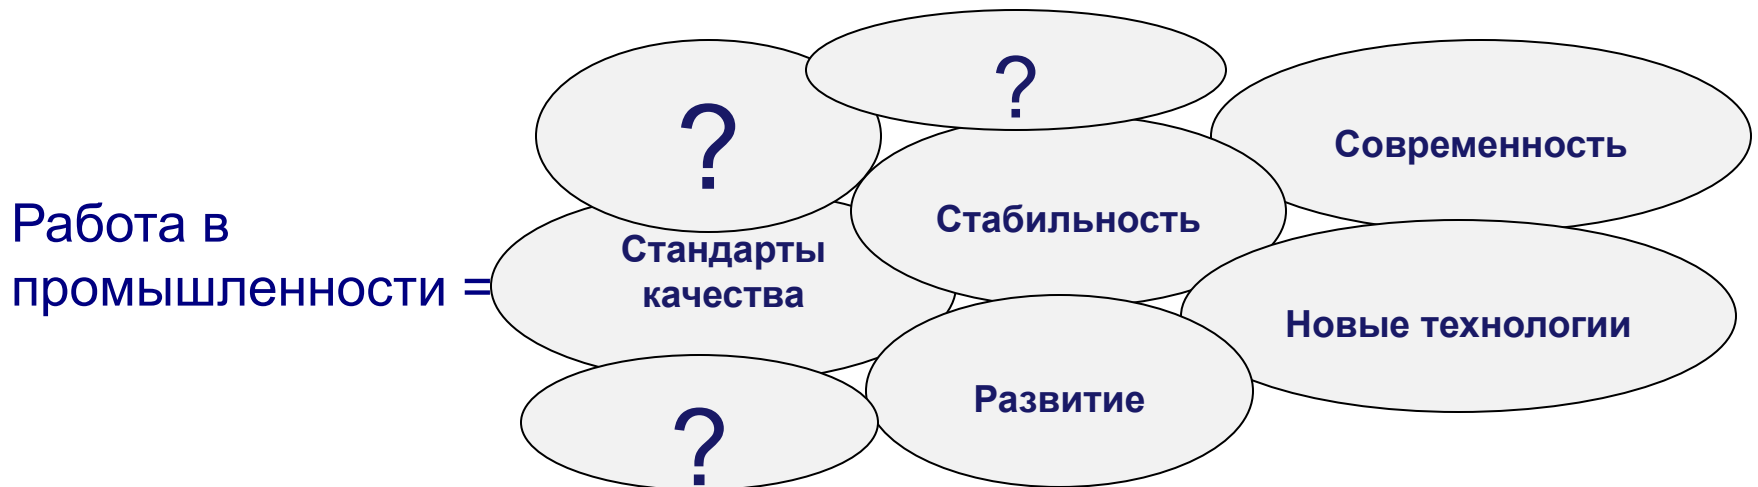 Работа в
промышленности =
?
?
Современность
Стабильность
Стандарты
качества
Новые технологии
Развитие
?